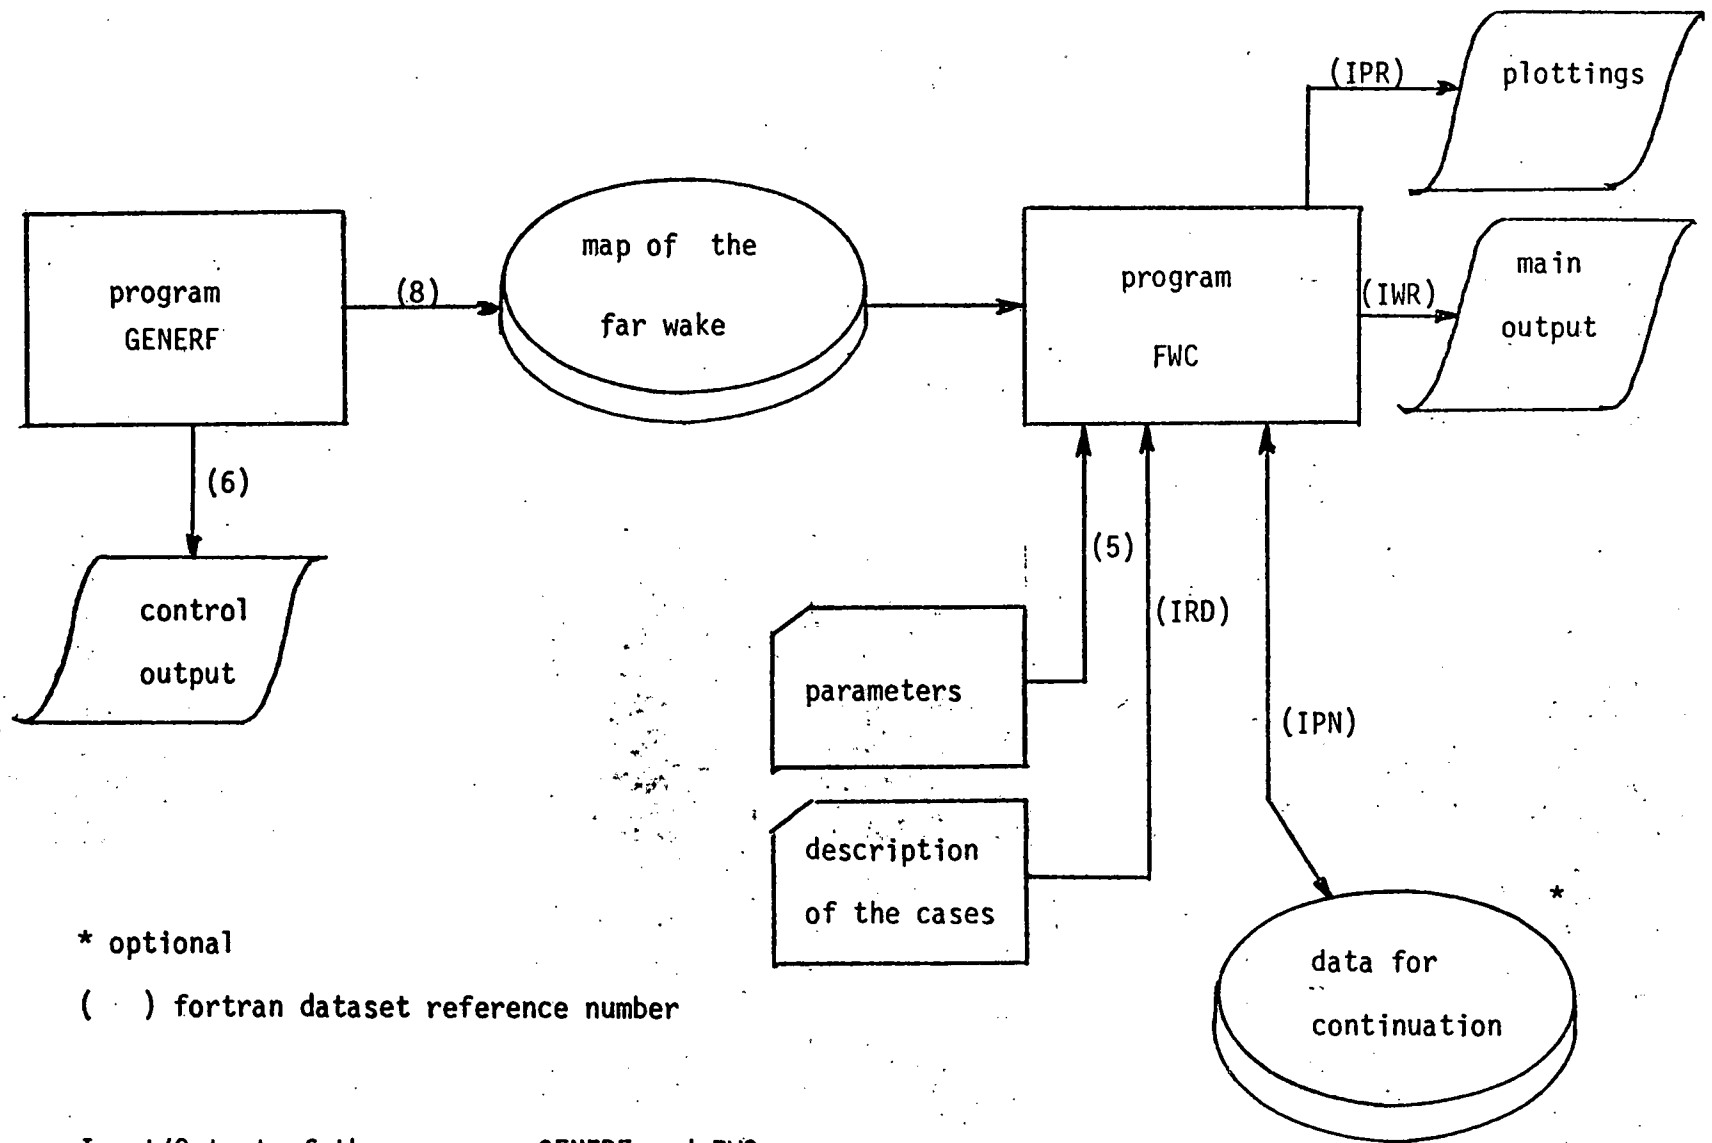 (IPR)
plottings
program
GENERF
(8)
map of the
far wake
program
FWC
(IWR)
main
output
(6)
control
output
(5)
(IRD)
parameters
(IPN)
description
of the cases
*
data for
continuation
* optional
( ) fortran dataset reference number